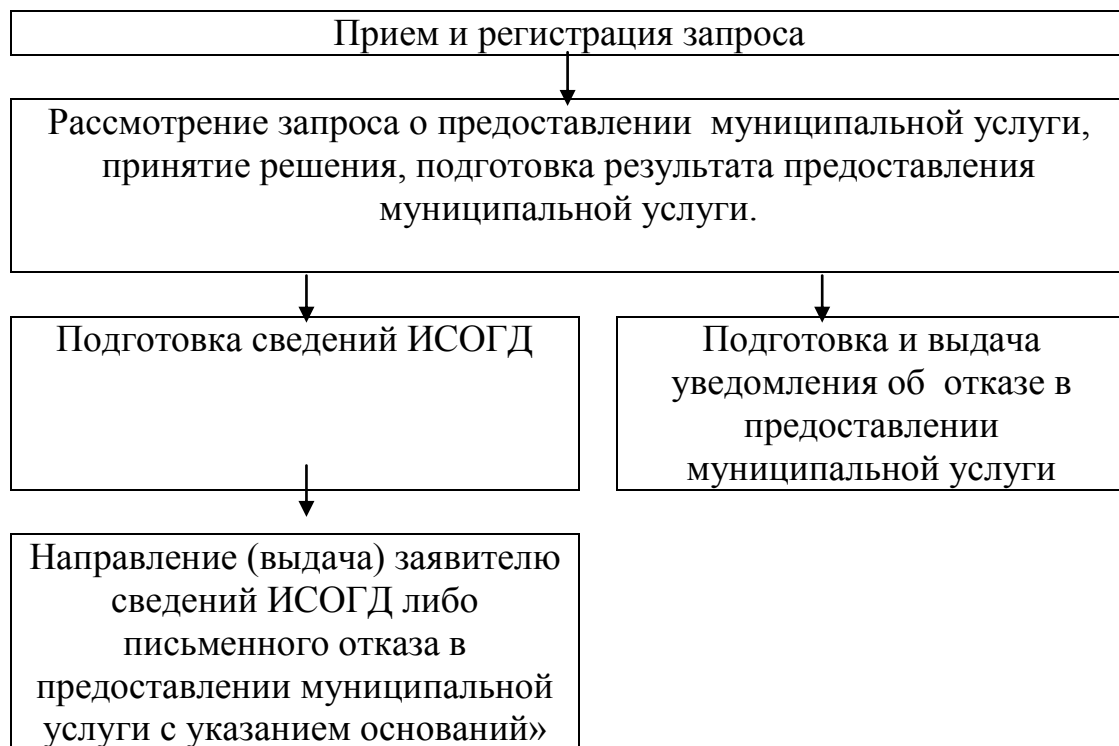 Прием и регистрация запроса
Рассмотрение запроса о предоставлении муниципальной услуги,
принятие решения, подготовка результата предоставления
муниципальной услуги.
Подготовка сведений ИСОГД
Подготовка и выдача
уведомления об отказе в
предоставлении
муниципальной услуги
Направление (выдача) заявителю
сведений ИСОГД либо
письменного отказа в
предоставлении муниципальной
услуги с указанием оснований»